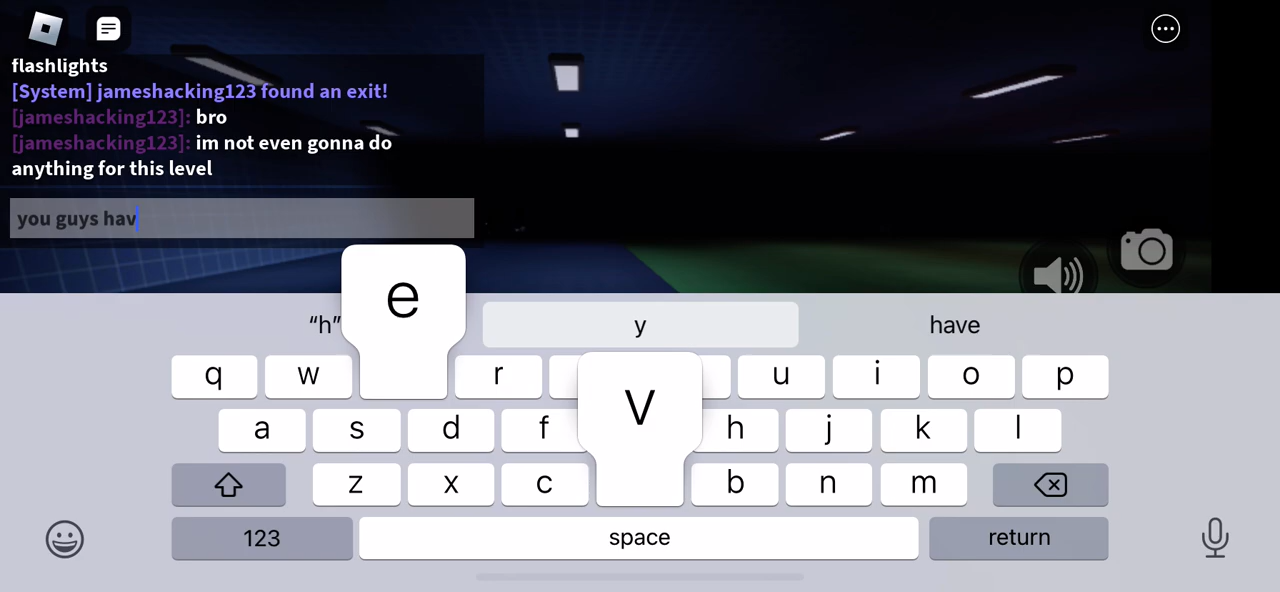 flashlights
[System] jameshacking123 found an exit!
[jameshacking123]: bro
[jameshacking123]: im not even gonna do
anything for this level
you guys hav
“h” y have
e
q w r u i o p
V
a s d f h j k l
z x c b n m
123 space return